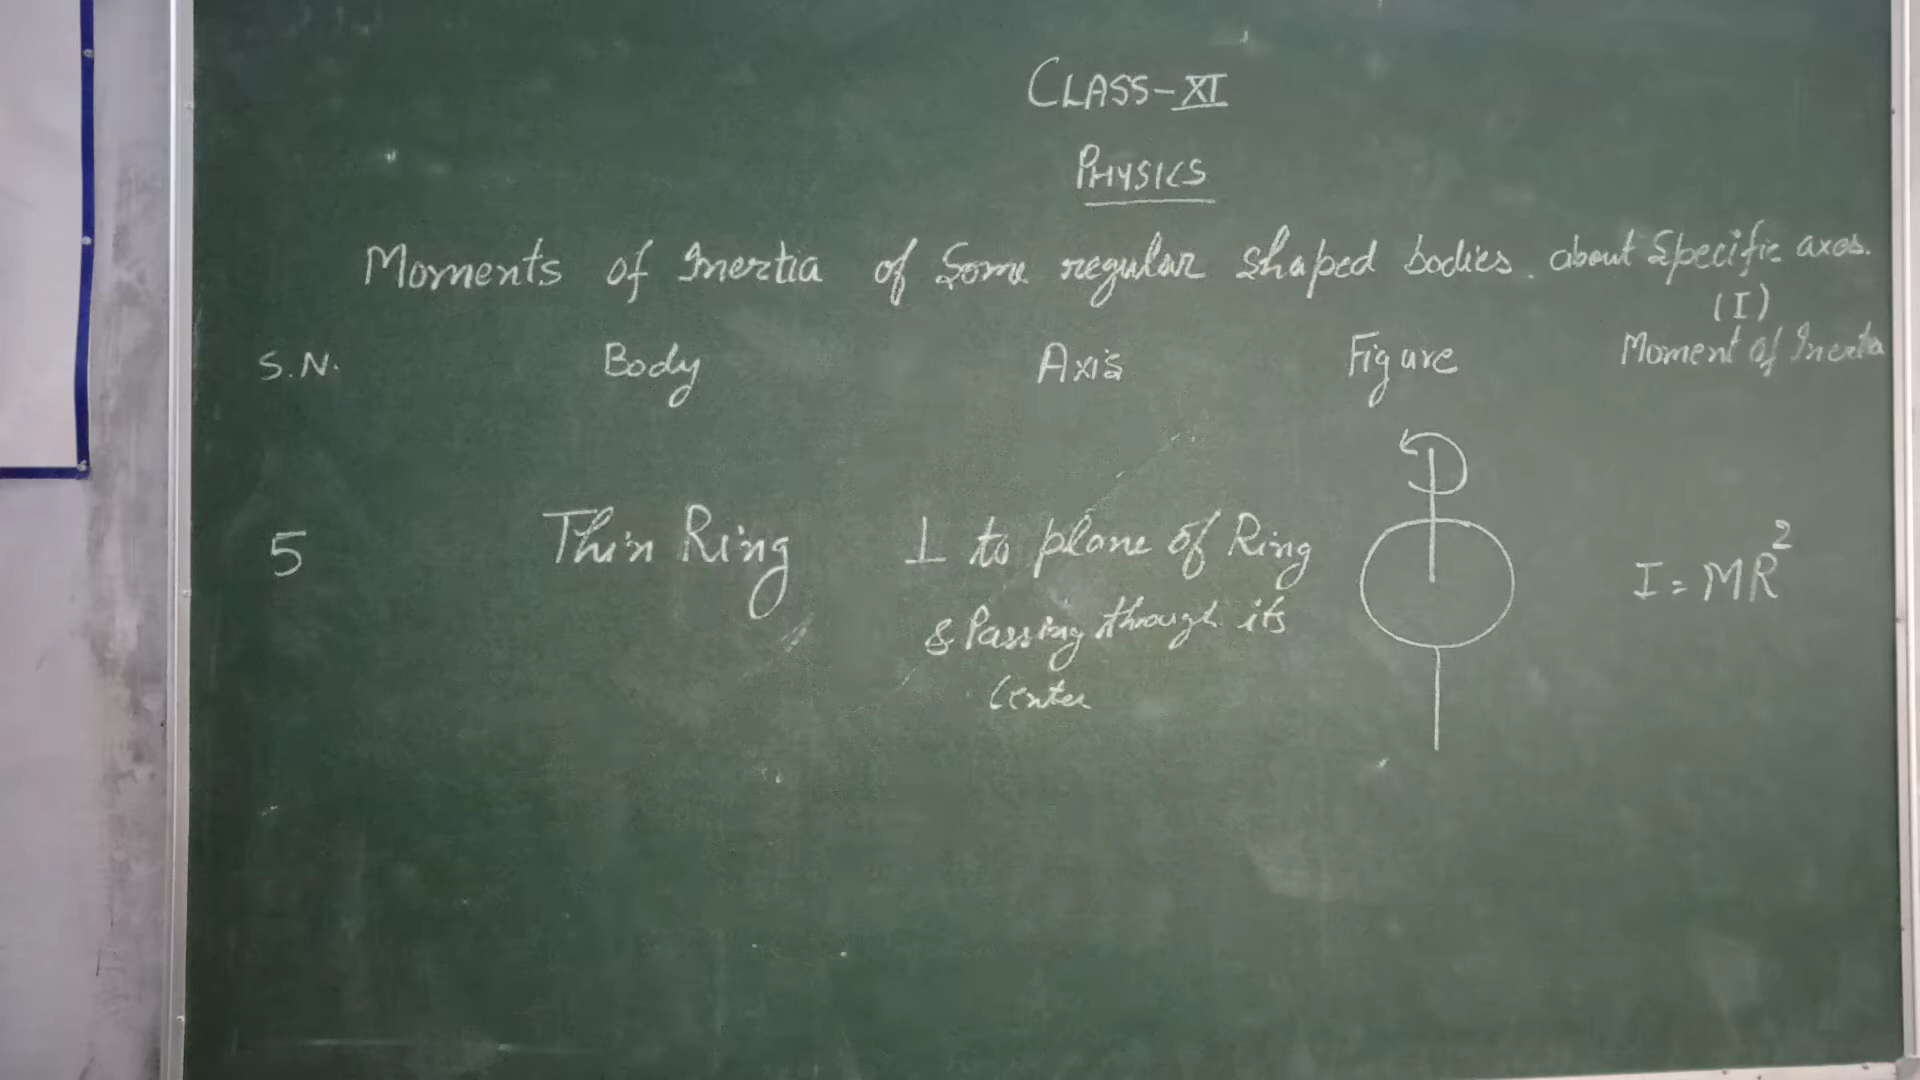 CLASS-XI
PHYSICS
Moments of Inertia of Some regular shaped bodies. about Specific axes.
S.N. Body Axis Figure (I) Moment of Inertia
5 Thin Ring ⊥ to plane of Ring I = MR²
& Passing through its
Center